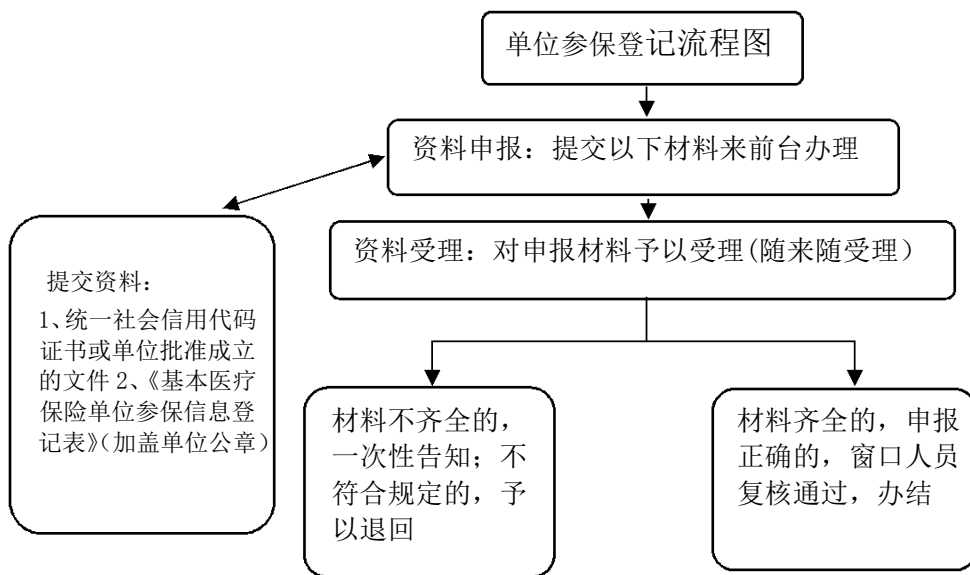 单位参保登记流程图
资料申报：提交以下材料来前台办理
资料受理：对申报材料予以受理(随来随受理）
提交资料：
1、统一社会信用代码
证书或单位批准成立
的文件 2、《基本医疗
保险单位参保信息登
记表》（加盖单位公章）
材料不齐全的，
一次性告知；不
符合规定的，予
以退回
材料齐全的，申报
正确的，窗口人员
复核通过，办结